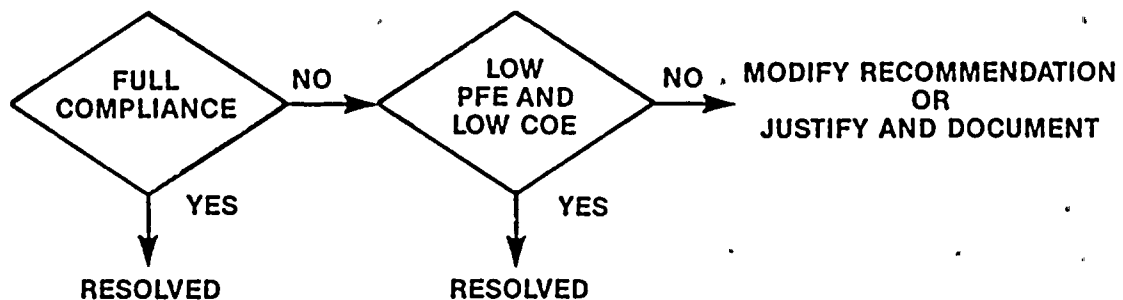 FULL
COMPLIANCE
NO
LOW
PFE AND
LOW COE
NO
MODIFY RECOMMENDATION
OR
JUSTIFY AND DOCUMENT
YES
YES
RESOLVED
RESOLVED